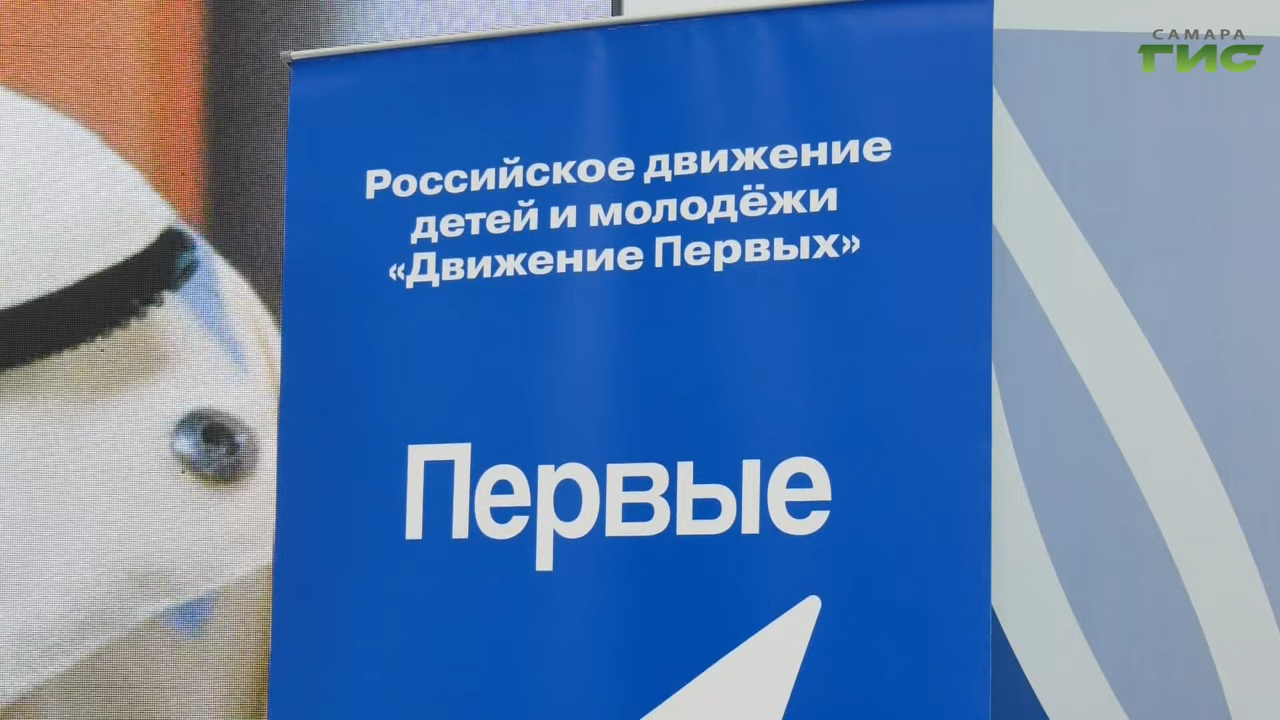 САМАРА
ГИС
Российское движение
детей и молодёжи
«Движение Первых»
Первые